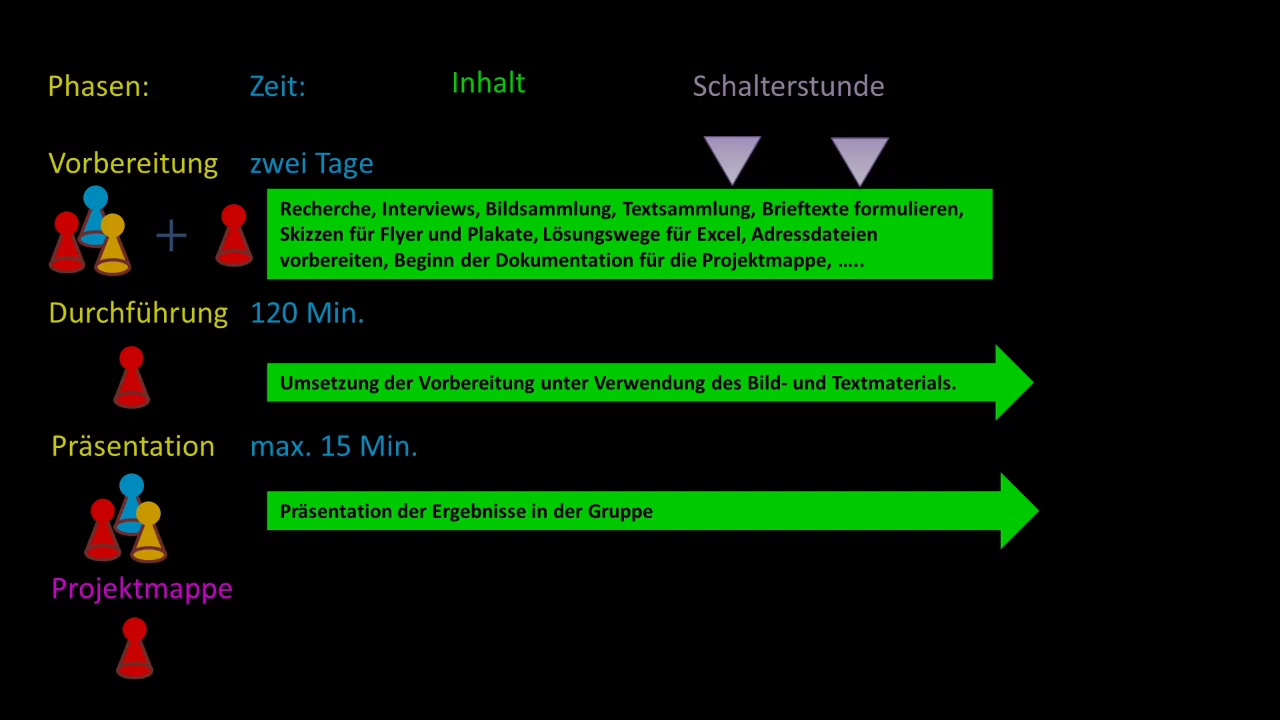 Phasen: Zeit: Inhalt Schalterstunde
Vorbereitung zwei Tage
Recherche, Interviews, Bildsammlung, Textsammlung, Brieftexte formulieren,
Skizzen für Flyer und Plakate, Lösungswege für Excel, Adressdateien
vorbereiten, Beginn der Dokumentation für die Projektmappe, …..
Durchführung 120 Min.
Umsetzung der Vorbereitung unter Verwendung des Bild- und Textmaterials.
Präsentation max. 15 Min.
Präsentation der Ergebnisse in der Gruppe
Projektmappe